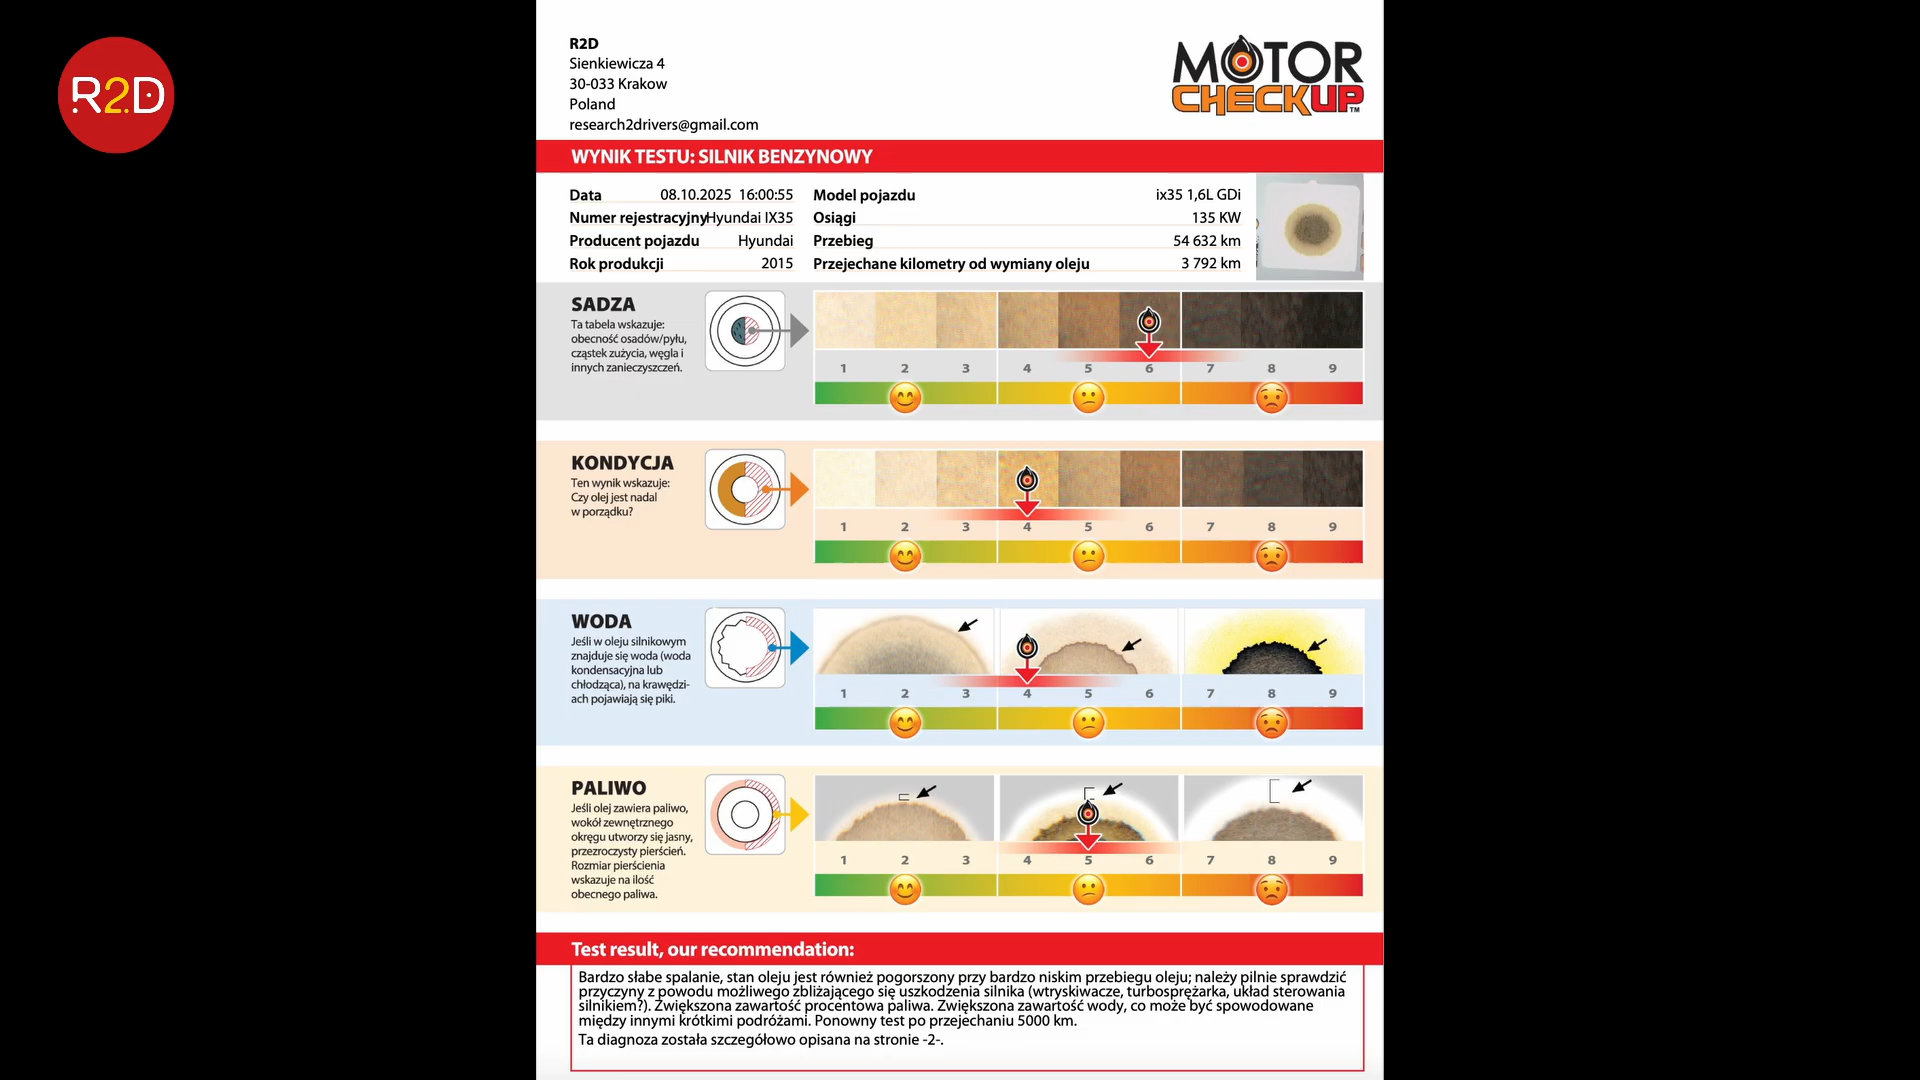 R2D
R2D
Sienkiewicza 4
30-033 Krakow
Poland
research2drivers@gmail.com
MOTOR
CHECKUP™
WYNIK TESTU: SILNIK BENZYNOWY
Data 08.10.2025 16:00:55
Numer rejestracyjny Hyundai IX35
Producent pojazdu Hyundai
Rok produkcji 2015
Model pojazdu ix35 1,6L GDi
Osiągi 135 KW
Przebieg 54 632 km
Przejechane kilometry od wymiany oleju 3 792 km
SADZA
Ta tabela wskazuje:
obecność osadów/pyłu,
cząstek zużycia, węgla i
innych zanieczyszczeń.
1 2 3 4 5 6 7 8 9
KONDYCJA
Ten wynik wskazuje:
Czy olej jest nadal
w porządku?
1 2 3 4 5 6 7 8 9
WODA
Jeśli w oleju silnikowym
znajduje się woda (woda
kondensacyjna lub
chłodząca), na krawędzi-
ach pojawiają się piki.
1 2 3 4 5 6 7 8 9
PALIWO
Jeśli olej zawiera paliwo,
wokół zewnętrznego
okręgu utworzy się jasny,
przezroczysty pierścień.
Rozmiar pierścienia
wskazuje na ilość
obecnego paliwa.
1 2 3 4 5 6 7 8 9
Test result, our recommendation:
Bardzo słabe spalanie, stan oleju jest również pogorszony przy bardzo niskim przebiegu oleju; należy pilnie sprawdzić
przyczyny z powodu możliwego zbliżającego się uszkodzenia silnika (wtryskiwacze, turbosprężarka, układ sterowania
silnikiem?). Zwiększona zawartość procentowa paliwa. Zwiększona zawartość wody, co może być spowodowane
między innymi krótkimi podróżami. Ponowny test po przejechaniu 5000 km.
Ta diagnoza została szczegółowo opisana na stronie -2-.